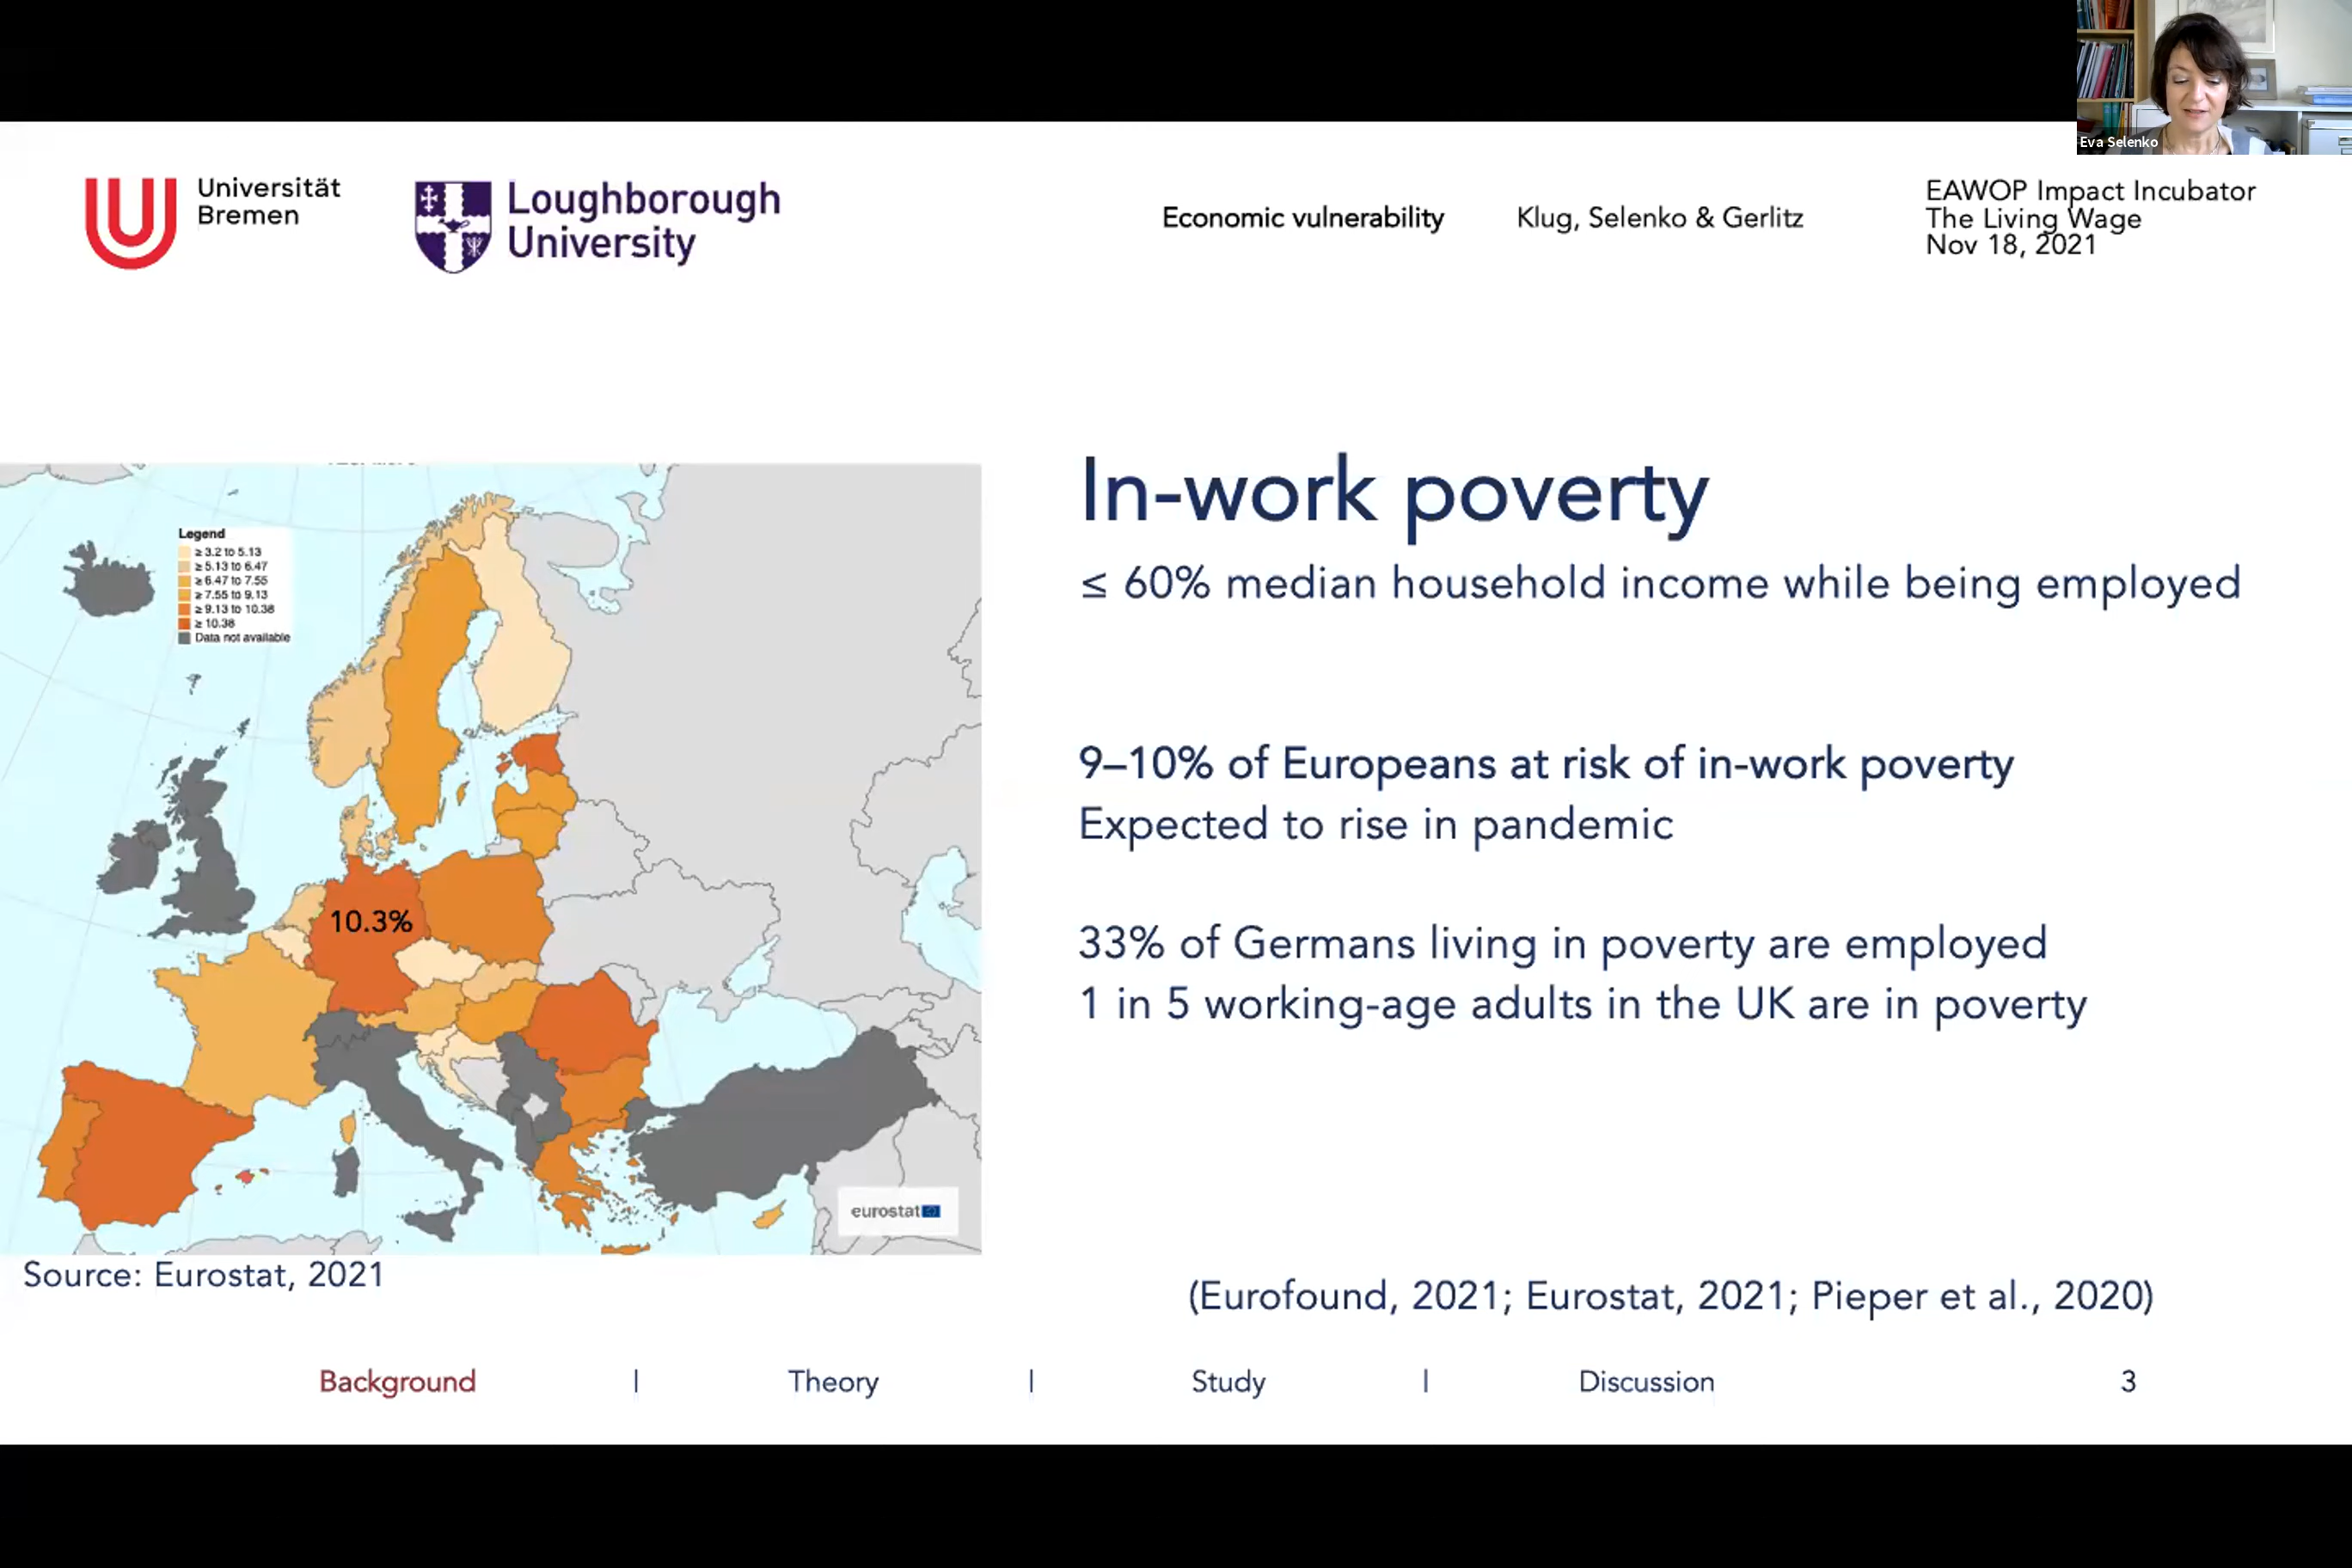 Eva Selenko
Universität
Bremen
Loughborough
University
Economic vulnerability
Klug, Selenko & Gerlitz
EAWOP Impact Incubator
The Living Wage
Nov 18, 2021
Legend
≥ 3.2 to 5.13
≥ 5.13 to 6.47
≥ 6.47 to 7.55
≥ 7.55 to 9.13
≥ 9.13 to 10.38
≥ 10.38
Data not available
10.3%
eurostat
Source: Eurostat, 2021
In-work poverty
≤ 60% median household income while being employed
9–10% of Europeans at risk of in-work poverty
Expected to rise in pandemic
33% of Germans living in poverty are employed
1 in 5 working-age adults in the UK are in poverty
(Eurofound, 2021; Eurostat, 2021; Pieper et al., 2020)
Background | Theory | Study | Discussion 3